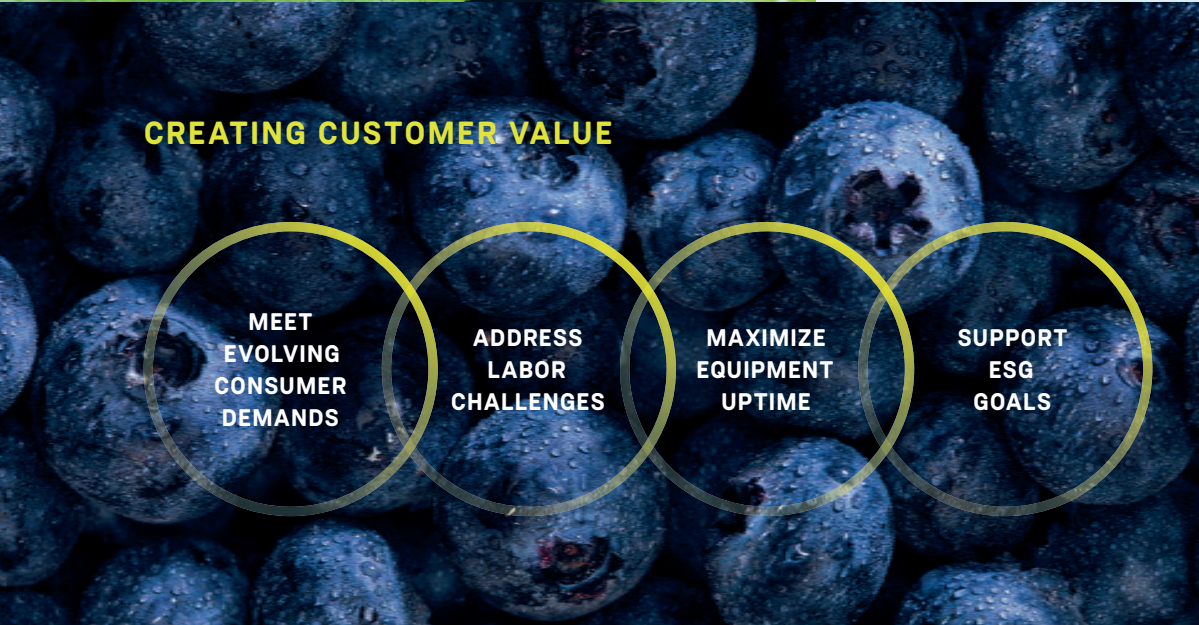 CREATING CUSTOMER VALUE
MEET
EVOLVING
CONSUMER
DEMANDS
ADDRESS
LABOR
CHALLENGES
MAXIMIZE
EQUIPMENT
UPTIME
SUPPORT
ESG
GOALS